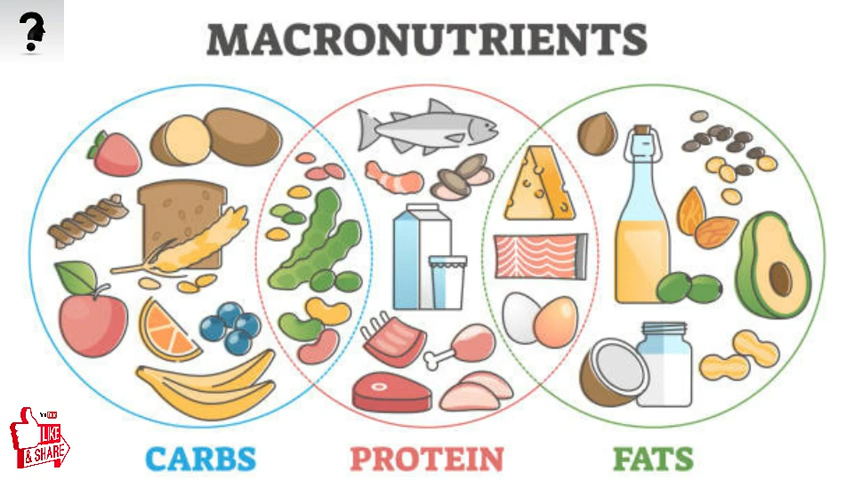 MACRONUTRIENTS
CARBS
PROTEIN
FATS
LIKE
& SHARE